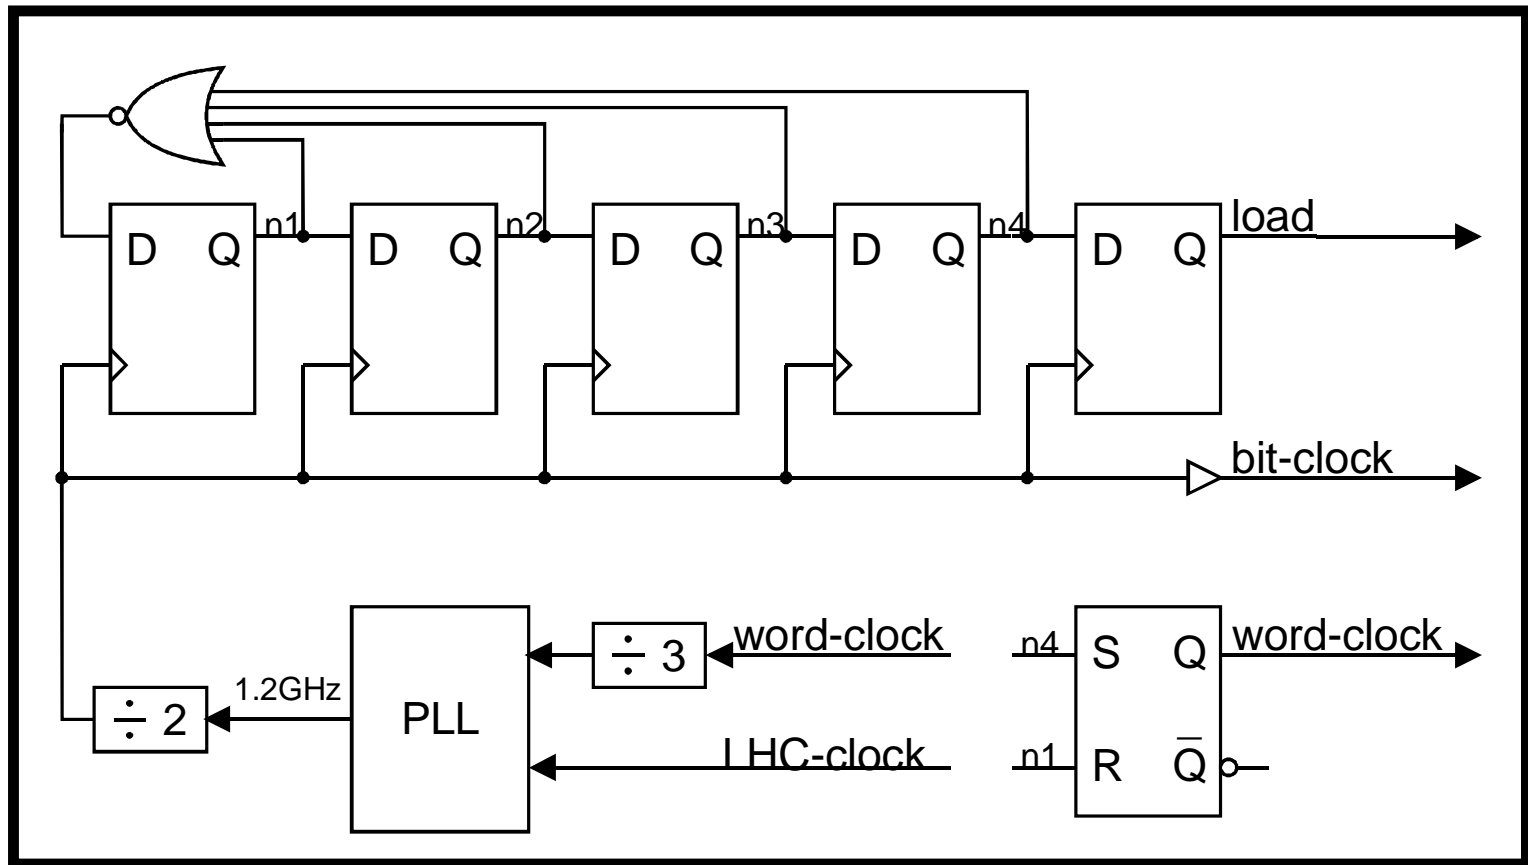 n1 n2 n3 n4 load
D Q D Q D Q D Q D Q
bit-clock
÷ 3 word-clock n4 S Q word-clock
1.2GHz
÷ 2 PLL
LHC-clock n1 R Q̅